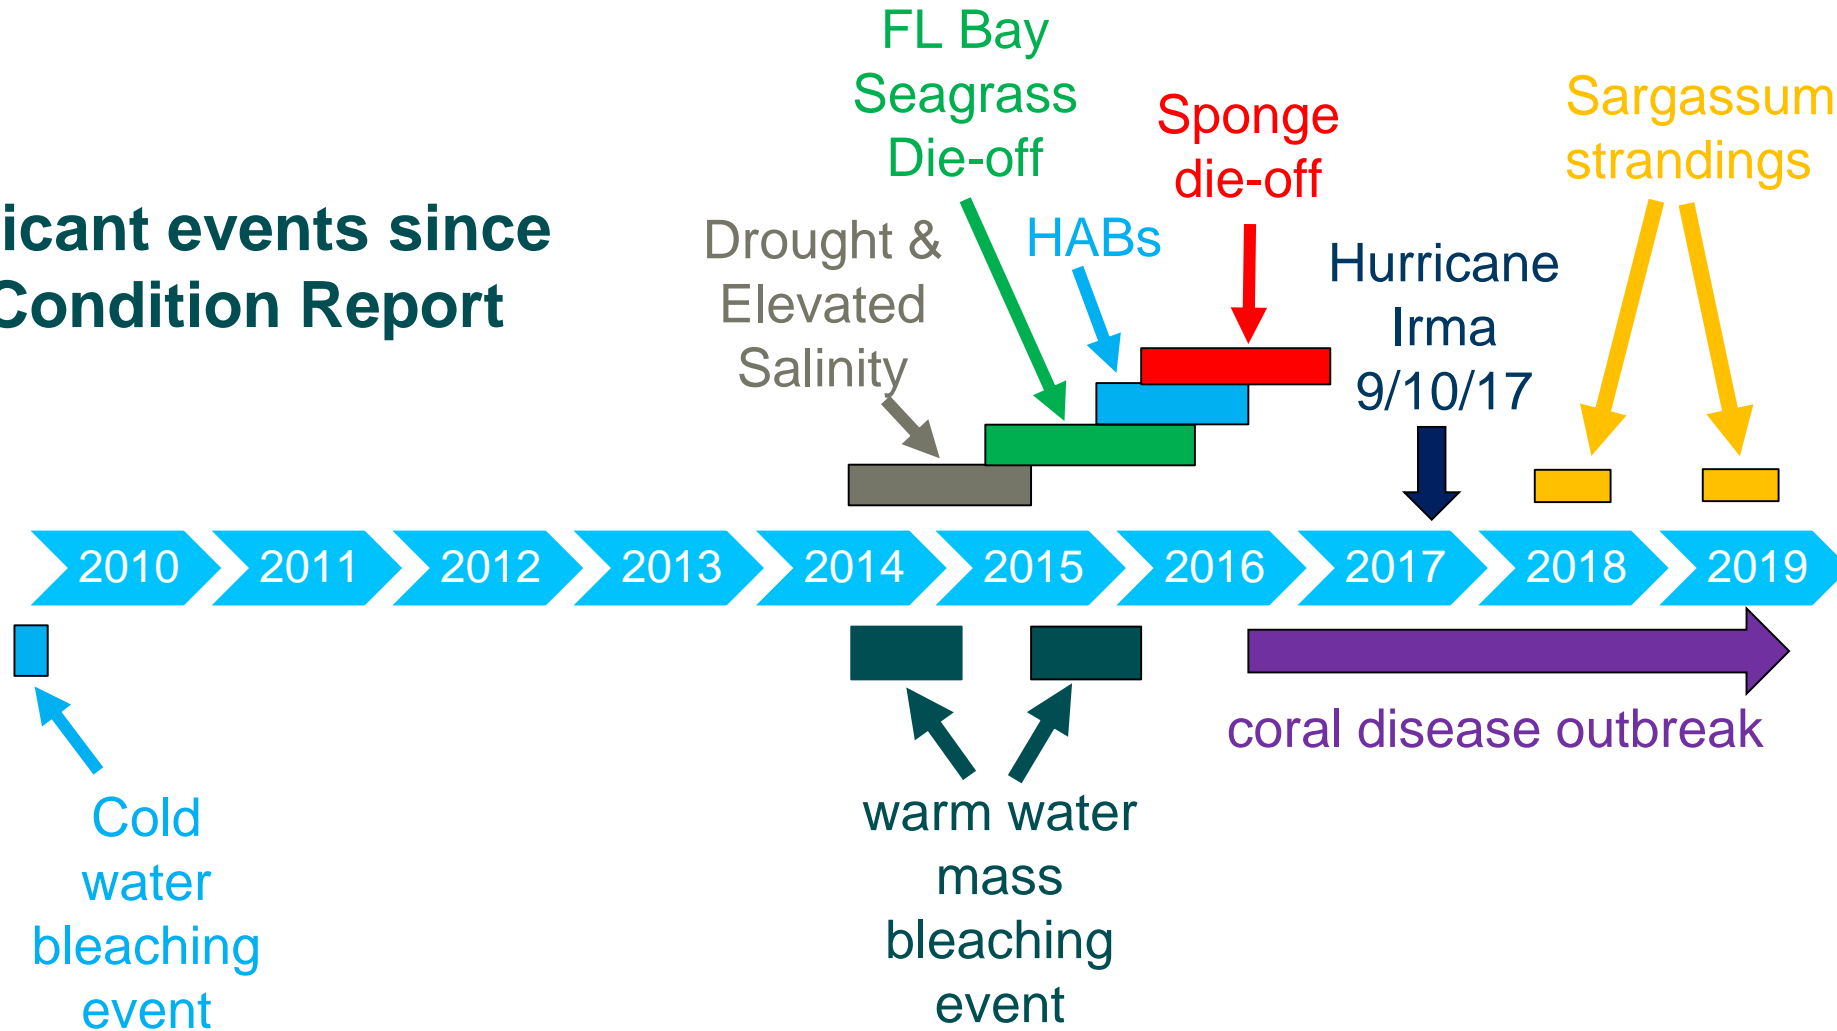 FL Bay
Seagrass
Die-off
Sponge
die-off
Sargassum
strandings
icant events since
Condition Report
Drought &
Elevated
Salinity
HABs
Hurricane
Irma
9/10/17
2010
2011
2012
2013
2014
2015
2016
2017
2018
2019
coral disease outbreak
Cold
water
bleaching
event
warm water
mass
bleaching
event